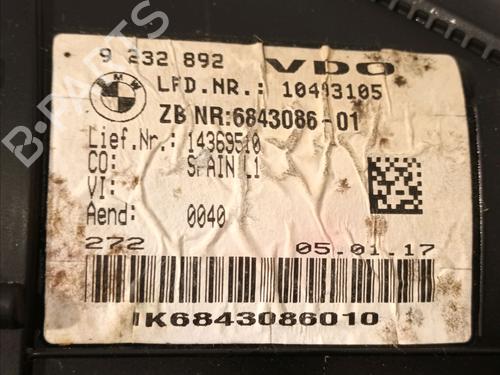 9 232 892 VDO
BMW
LFD.NR.: 10493105
ZB NR:6843086-01
Lief.Nr.: 14369510
CO: SPAIN L1
VI:
Aend: 0040
272 05.01.17
IK6843086010
B-PARTS